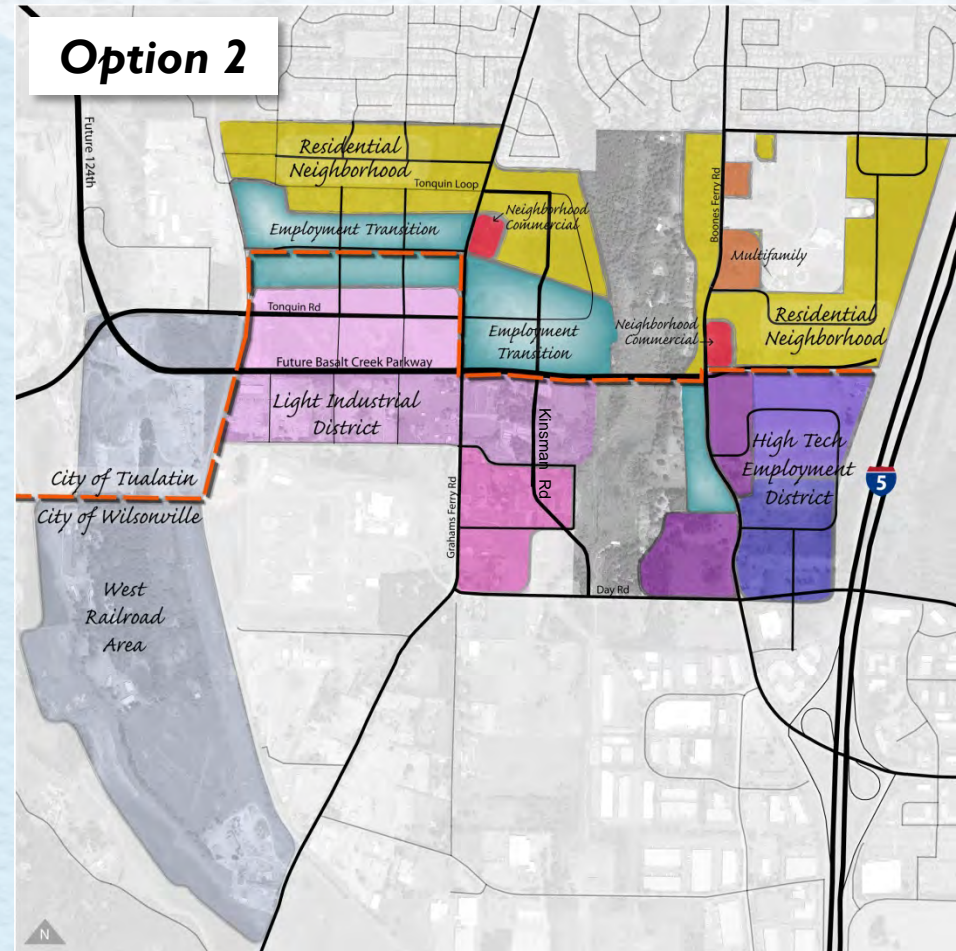 Option 2
Future 124th
Residential
Neighborhood
Tonquin Loop
Neighborhood
Commercial
Employment Transition
Boones Ferry Rd
Multifamily
Tonquin Rd
Employment
Transition
Neighborhood
Commercial
Residential
Neighborhood
Future Basalt Creek Parkway
Light Industrial
District
Kinsman Rd
High Tech
Employment
District
5
City of Tualatin
City of Wilsonville
Grahams Ferry Rd
West
Railroad
Area
Day Rd
N